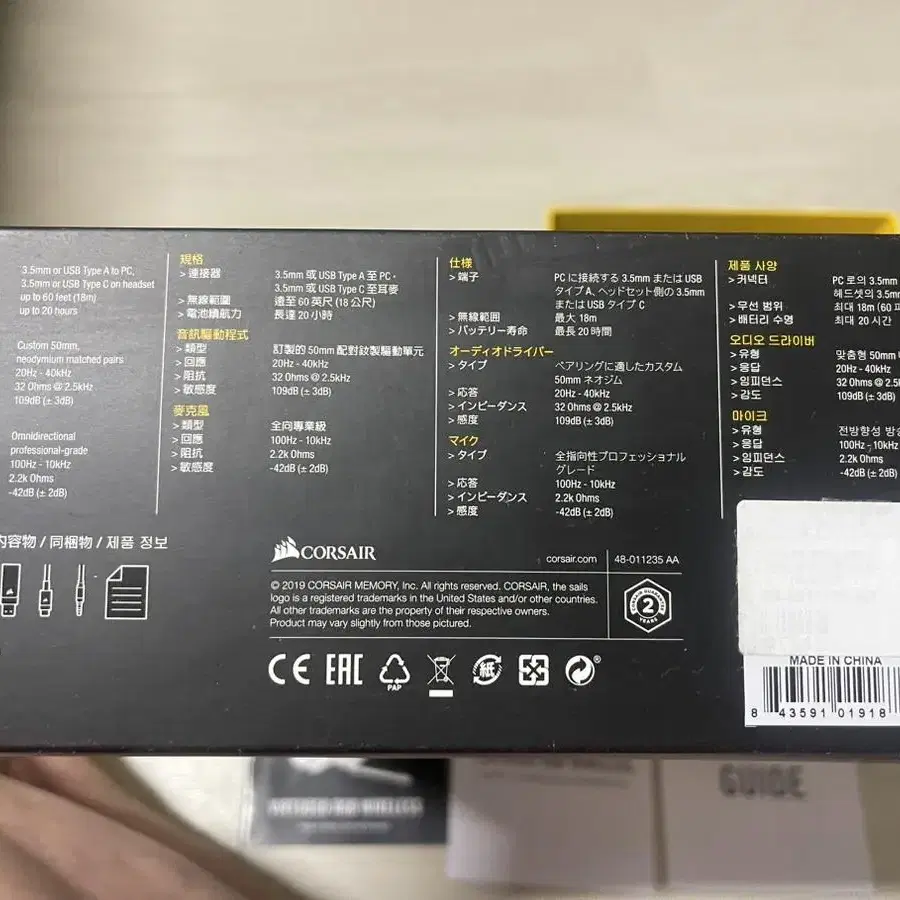 3.5mm or USB Type A to PC,
3.5mm or USB Type C on headset
up to 60 feet (18m)
up to 20 hours
Custom 50mm,
neodymium matched pairs
20Hz - 40kHz
32 Ohms @ 2.5kHz
109dB (± 3dB)
Omnidirectional
professional-grade
100Hz - 10kHz
2.2k Ohms
-42dB (± 2dB)
規格
> 連接器 3.5mm 或 USB Type A 至 PC，
3.5mm 或 USB Type C 至耳麥
> 無線範圍 遠至 60 英尺 (18 公尺)
> 電池續航力 長達 20 小時
音訊驅動程式
> 類型 訂製的 50mm 配對釹製驅動單元
> 回應 20Hz - 40kHz
> 阻抗 32 Ohms @ 2.5kHz
> 敏感度 109dB (± 3dB)
麥克風
> 類型 全向專業級
> 回應 100Hz - 10kHz
> 阻抗 2.2k Ohms
> 敏感度 -42dB (± 2dB)
仕様
> 端子 PC に接続する 3.5mm または USB
タイプ A、ヘッドセット側の 3.5mm
または USB タイプ C
> 無線範囲 最大 18m
> バッテリー寿命 最長 20 時間
オーディオドライバー
> タイプ ペアリングに適したカスタム
50mm ネオジム
> 応答 20Hz - 40kHz
> インピーダンス 32 Ohms @ 2.5kHz
> 感度 109dB (± 3dB)
マイク
> タイプ 全指向性プロフェッショナル
グレード
> 応答 100Hz - 10kHz
> インピーダンス 2.2k Ohms
> 感度 -42dB (± 2dB)
제품 사양
> 커넥터 PC 로의 3.5mm
헤드셋의 3.5mm
> 무선 범위 최대 18m (60
> 배터리 수명 최대 20 시간
오디오 드라이버
> 유형 맞춤형 50mm
> 응답 20Hz - 40kHz
> 임피던스 32 Ohms @ 2.5k
> 감도 109dB (± 3dB)
마이크
> 유형 전방향성
> 응답 100Hz - 10kHz
> 임피던스 2.2k Ohms
> 감도 -42dB (± 2dB)
内容物 / 同梱物 / 제품 정보
CORSAIR
corsair.com
48-011235 AA
© 2019 CORSAIR MEMORY, Inc. All rights reserved. CORSAIR, the sails
logo is a registered trademark in the United States and/or other countries.
All other trademarks are the property of their respective owners.
Product may vary slightly from those pictured.
2
YEARS
CE EAC
PAP
紙
MADE IN CHINA
8 43591 01918
WIRELESS
GUIDE